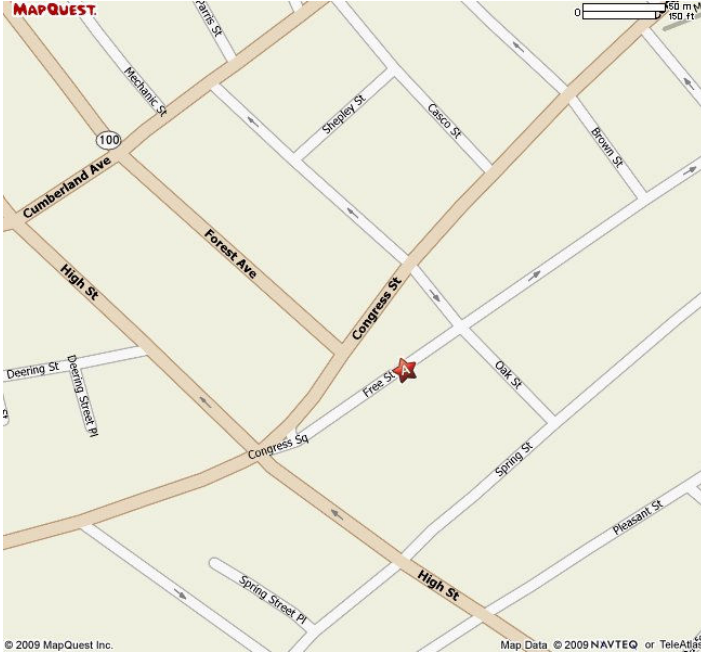 MAPQUEST.
0
150 ft
Parris St
Mechanic St
Shepley St
Casco St
Brown St
100
Cumberland Ave
Forest Ave
High St
Congress St
Deering St
Deering Street Pl
Free St
A
Oak St
Congress Sq
Spring St
Pleasant St
High St
Spring Street Pl
© 2009 MapQuest Inc.
Map Data © 2009 NAVTEQ or TeleAtlas